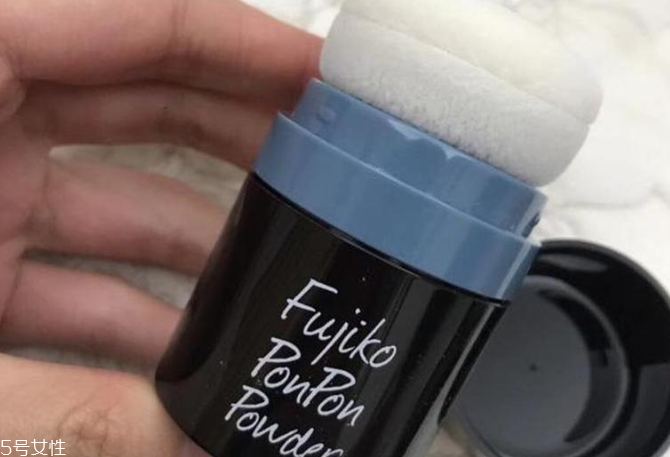 Fujiko
PonPon
Powder
5号女性